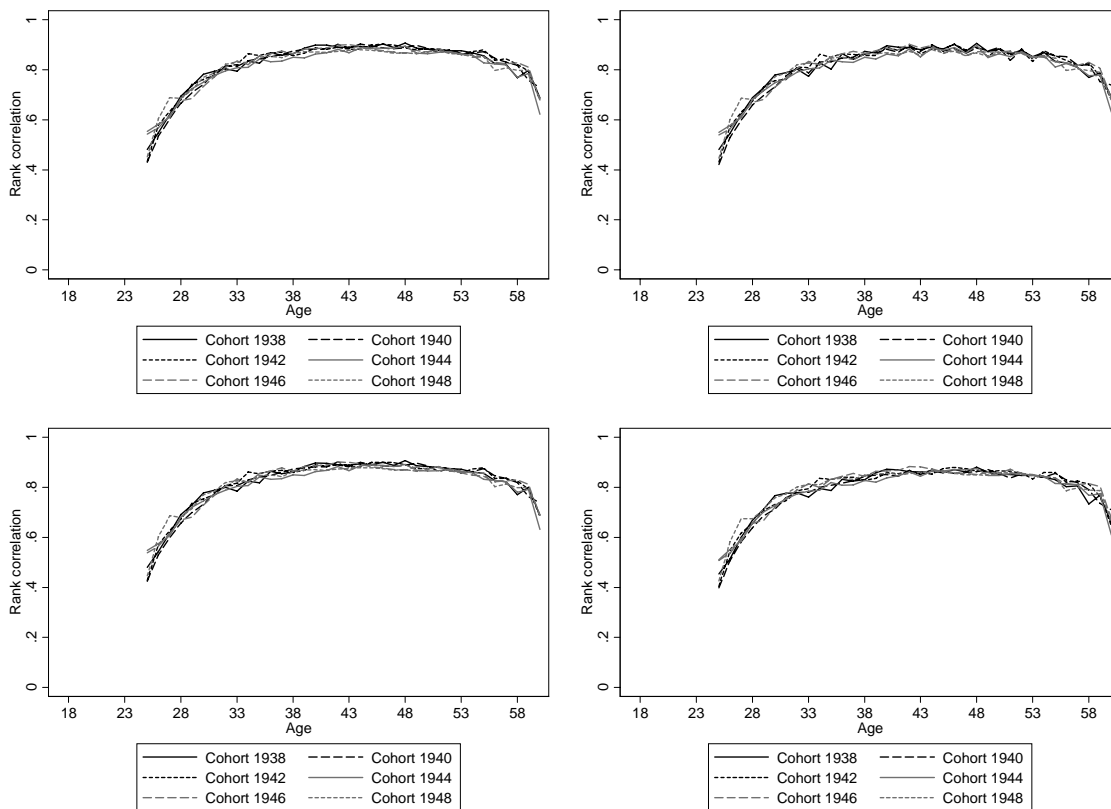 Rank correlation
1
.8
.6
.4
.2
0
18 23 28 33 38 43 48 53 58
Age
Cohort 1938 Cohort 1940
Cohort 1942 Cohort 1944
Cohort 1946 Cohort 1948
Rank correlation
1
.8
.6
.4
.2
0
18 23 28 33 38 43 48 53 58
Age
Cohort 1938 Cohort 1940
Cohort 1942 Cohort 1944
Cohort 1946 Cohort 1948
Rank correlation
1
.8
.6
.4
.2
0
18 23 28 33 38 43 48 53 58
Age
Cohort 1938 Cohort 1940
Cohort 1942 Cohort 1944
Cohort 1946 Cohort 1948
Rank correlation
1
.8
.6
.4
.2
0
18 23 28 33 38 43 48 53 58
Age
Cohort 1938 Cohort 1940
Cohort 1942 Cohort 1944
Cohort 1946 Cohort 1948